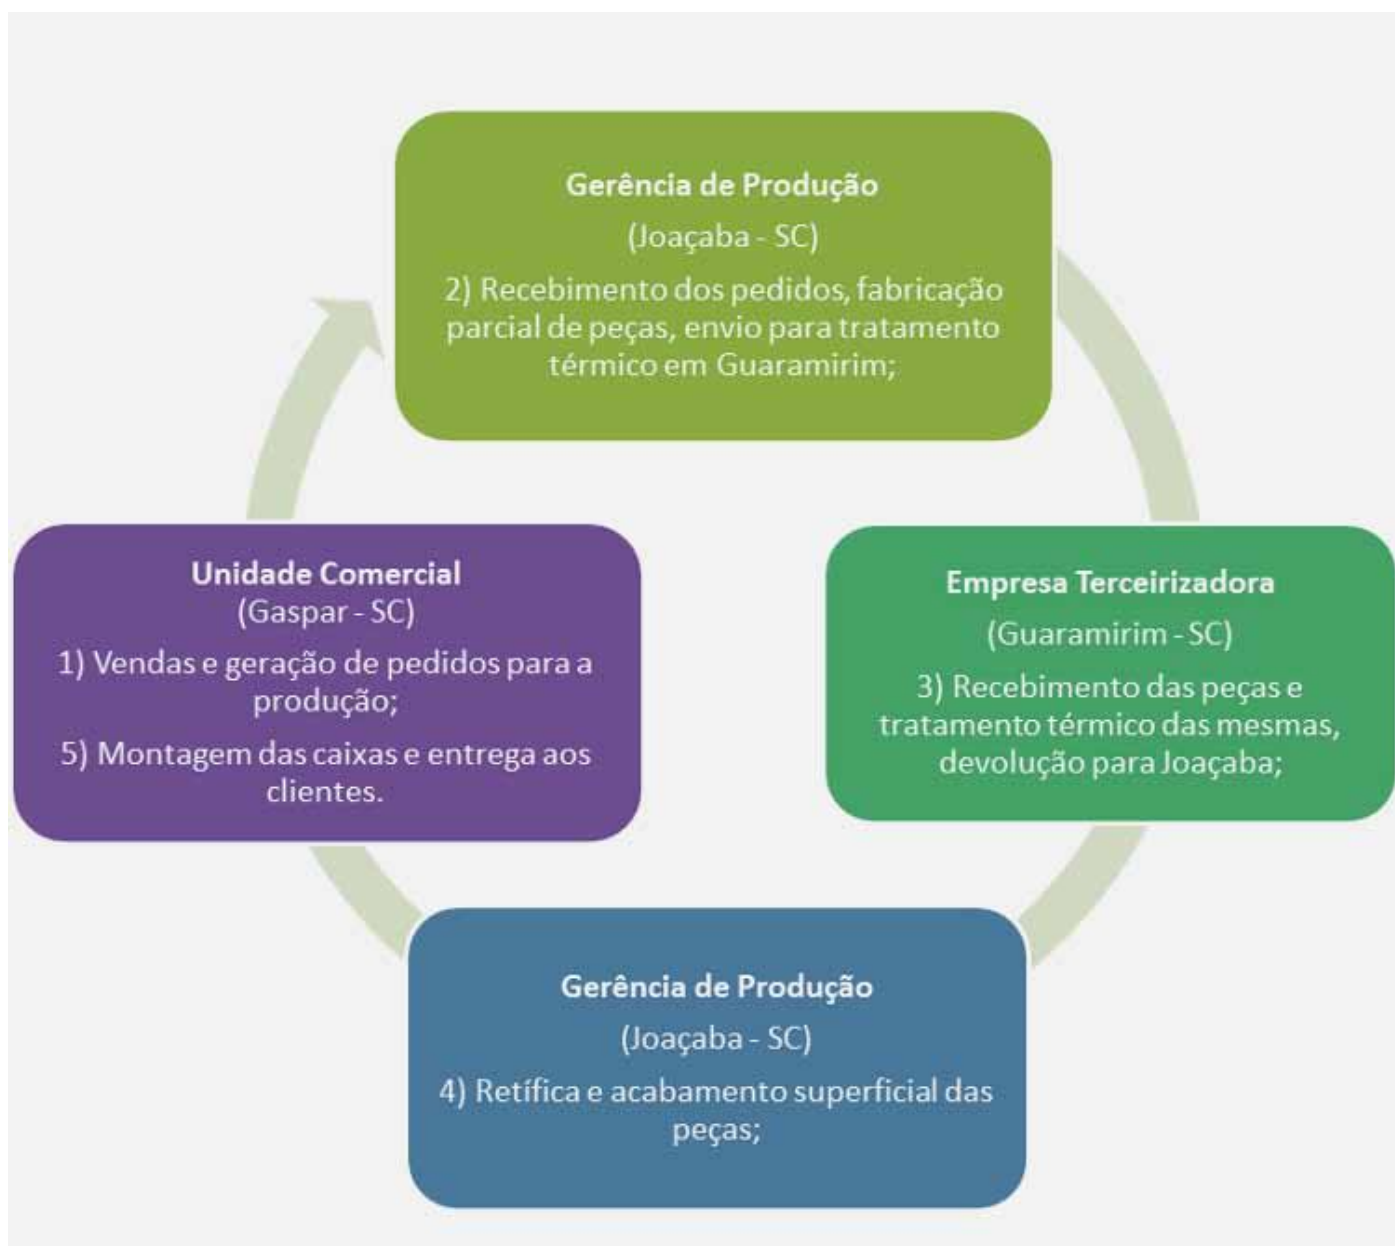 Gerência de Produção
(Joaçaba - SC)
2) Recebimento dos pedidos, fabricação
parcial de peças, envio para tratamento
térmico em Guaramirim;
Unidade Comercial
(Gaspar - SC)
1) Vendas e geração de pedidos para a
produção;
5) Montagem das caixas e entrega aos
clientes.
Empresa Terceirizadora
(Guaramirim - SC)
3) Recebimento das peças e
tratamento térmico das mesmas,
devolução para Joaçaba;
Gerência de Produção
(Joaçaba - SC)
4) Retífica e acabamento superficial das
peças;